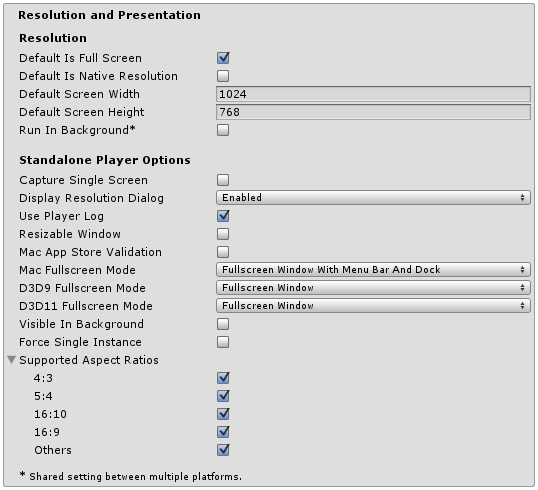 Resolution and Presentation
Resolution
Default Is Full Screen
Default Is Native Resolution
Default Screen Width 1024
Default Screen Height 768
Run In Background*
Standalone Player Options
Capture Single Screen
Display Resolution Dialog Enabled
Use Player Log
Resizable Window
Mac App Store Validation
Mac Fullscreen Mode Fullscreen Window With Menu Bar And Dock
D3D9 Fullscreen Mode Fullscreen Window
D3D11 Fullscreen Mode Fullscreen Window
Visible In Background
Force Single Instance
Supported Aspect Ratios
4:3
5:4
16:10
16:9
Others
* Shared setting between multiple platforms.